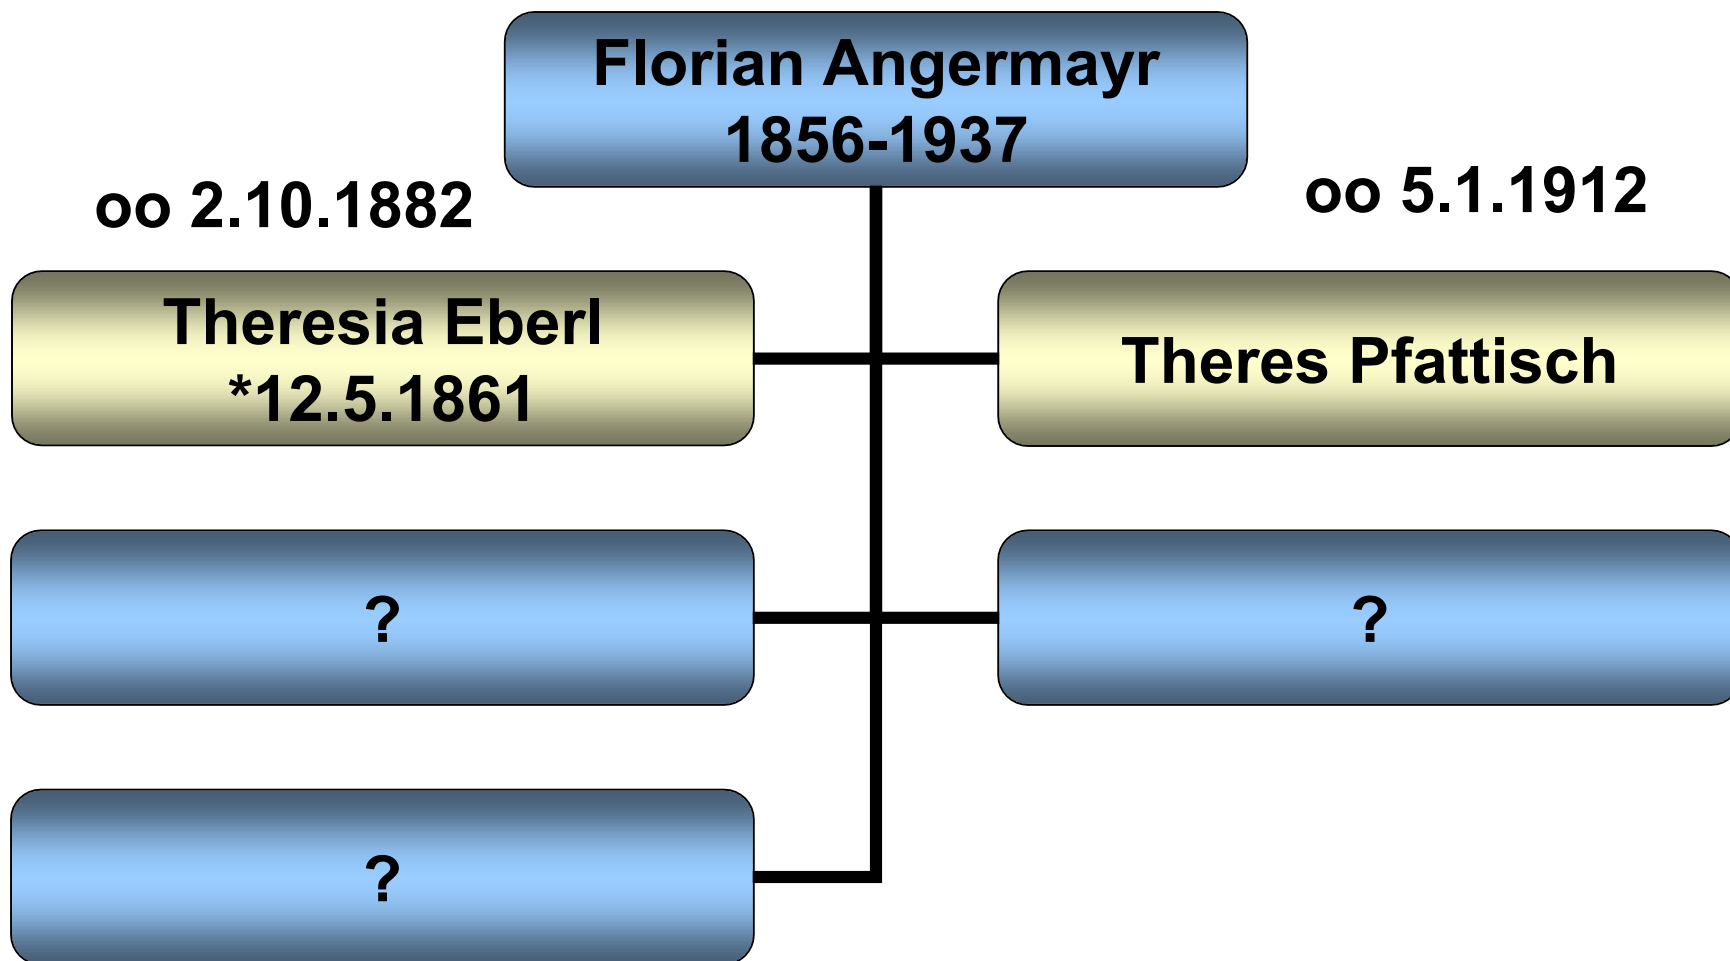 Florian Angermayr
1856-1937
oo 2.10.1882
oo 5.1.1912
Theresia Eberl
*12.5.1861
Theres Pfattisch
?
?
?